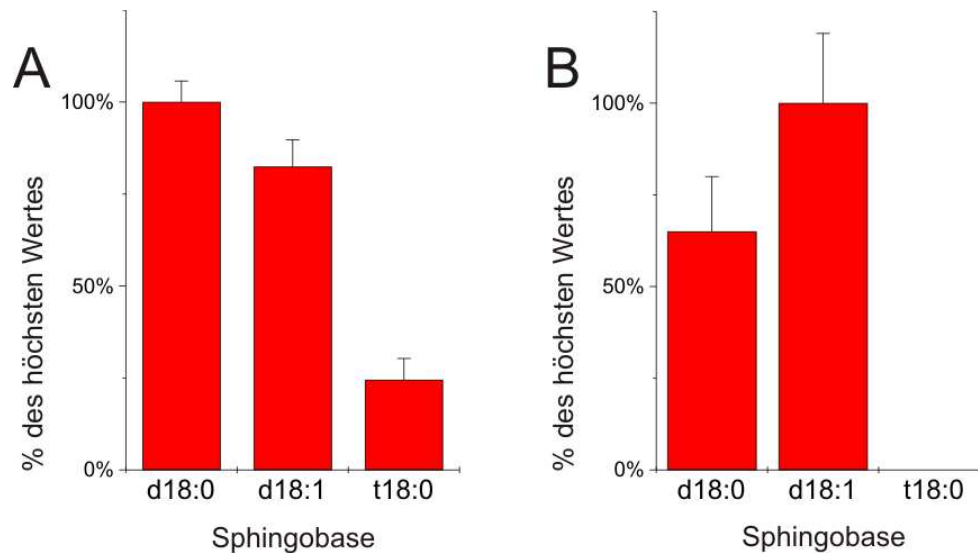 A
% des höchsten Wertes
100%
50%
0%
d18:0 d18:1 t18:0
Sphingobase
B
% des höchsten Wertes
100%
50%
0%
d18:0 d18:1 t18:0
Sphingobase